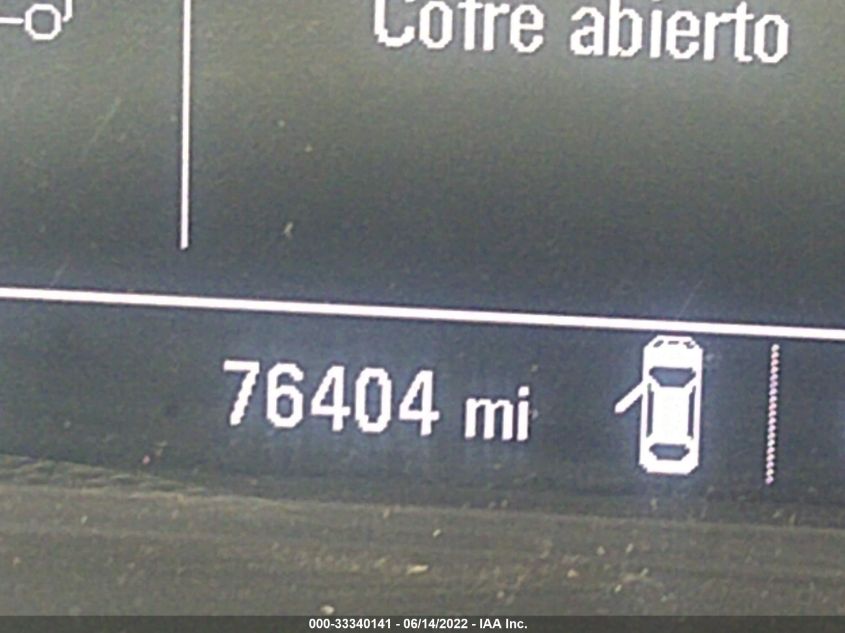 Cofre abierto
76404 mi
000-33340141 - 06/14/2022 - IAA Inc.